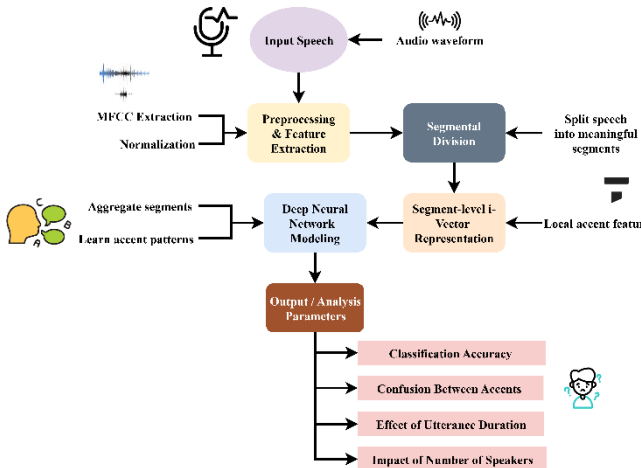 Input Speech
Audio waveform
MFCC Extraction
Normalization
Preprocessing
& Feature
Extraction
Segmental
Division
Split speech
into meaningful
segments
Aggregate segments
Learn accent patterns
Deep Neural
Network
Modeling
Segment-level i-
Vector
Representation
Local accent feature
C
B
A
Output / Analysis
Parameters
Classification Accuracy
Confusion Between Accents
Effect of Utterance Duration
Impact of Number of Speakers